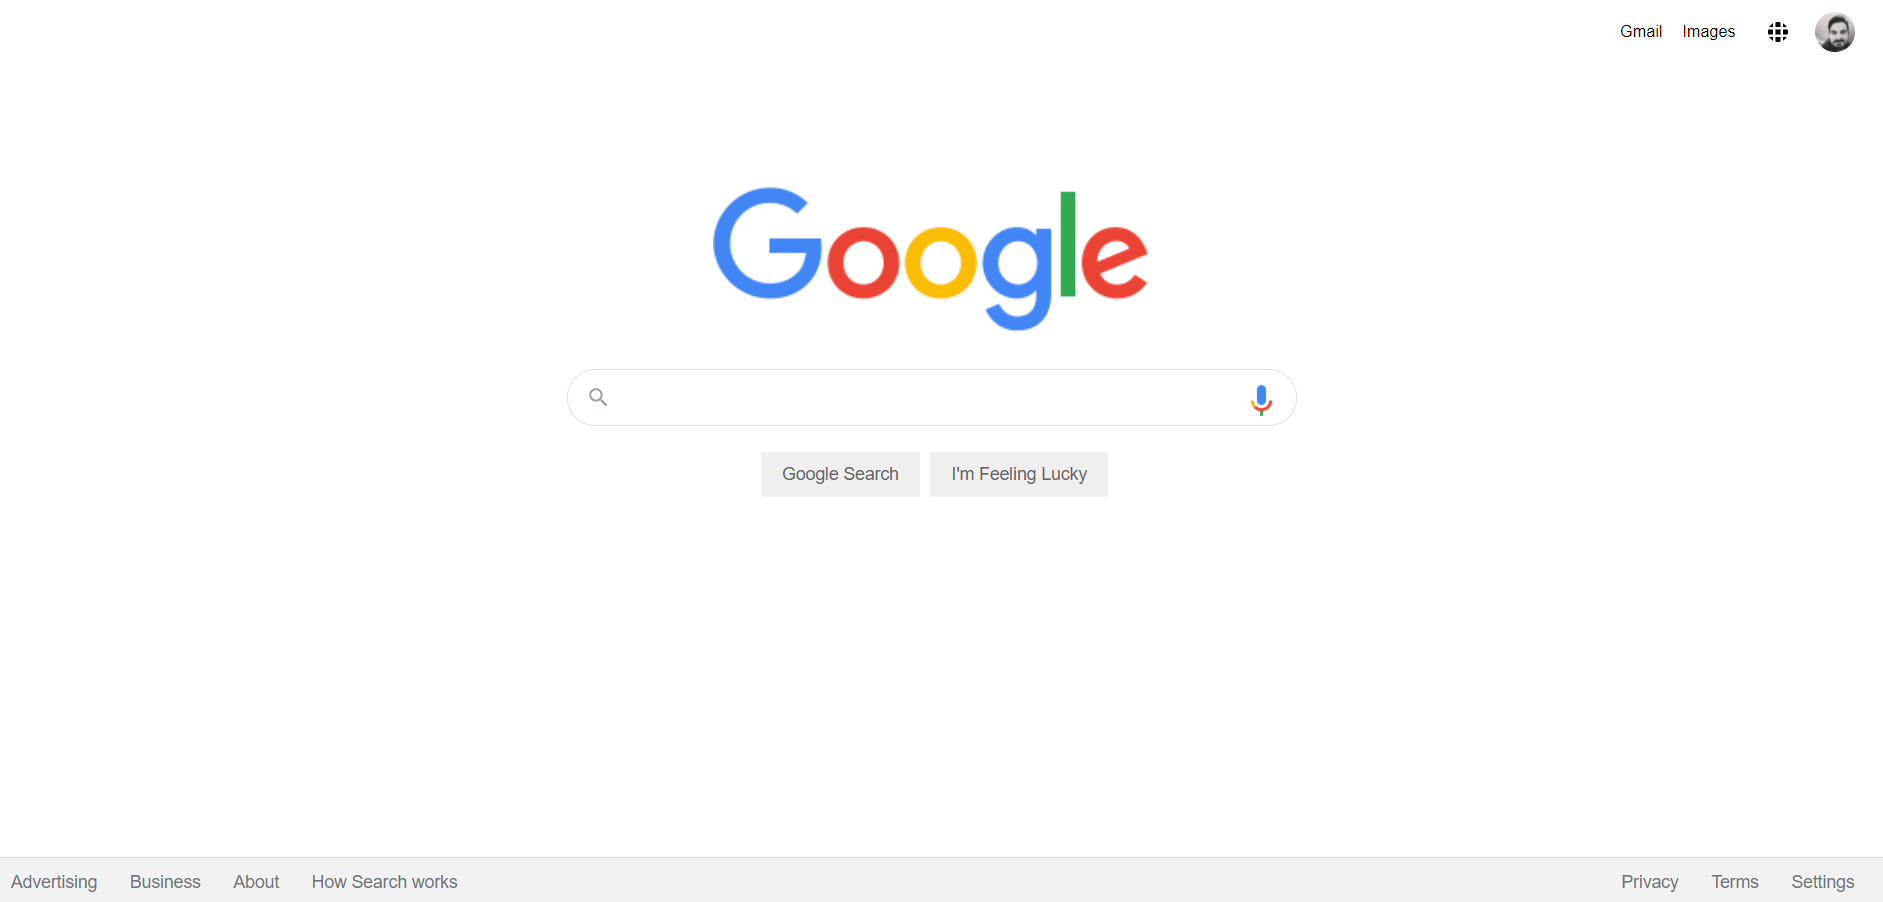 Gmail Images
Google
Google Search I'm Feeling Lucky
Advertising Business About How Search works Privacy Terms Settings